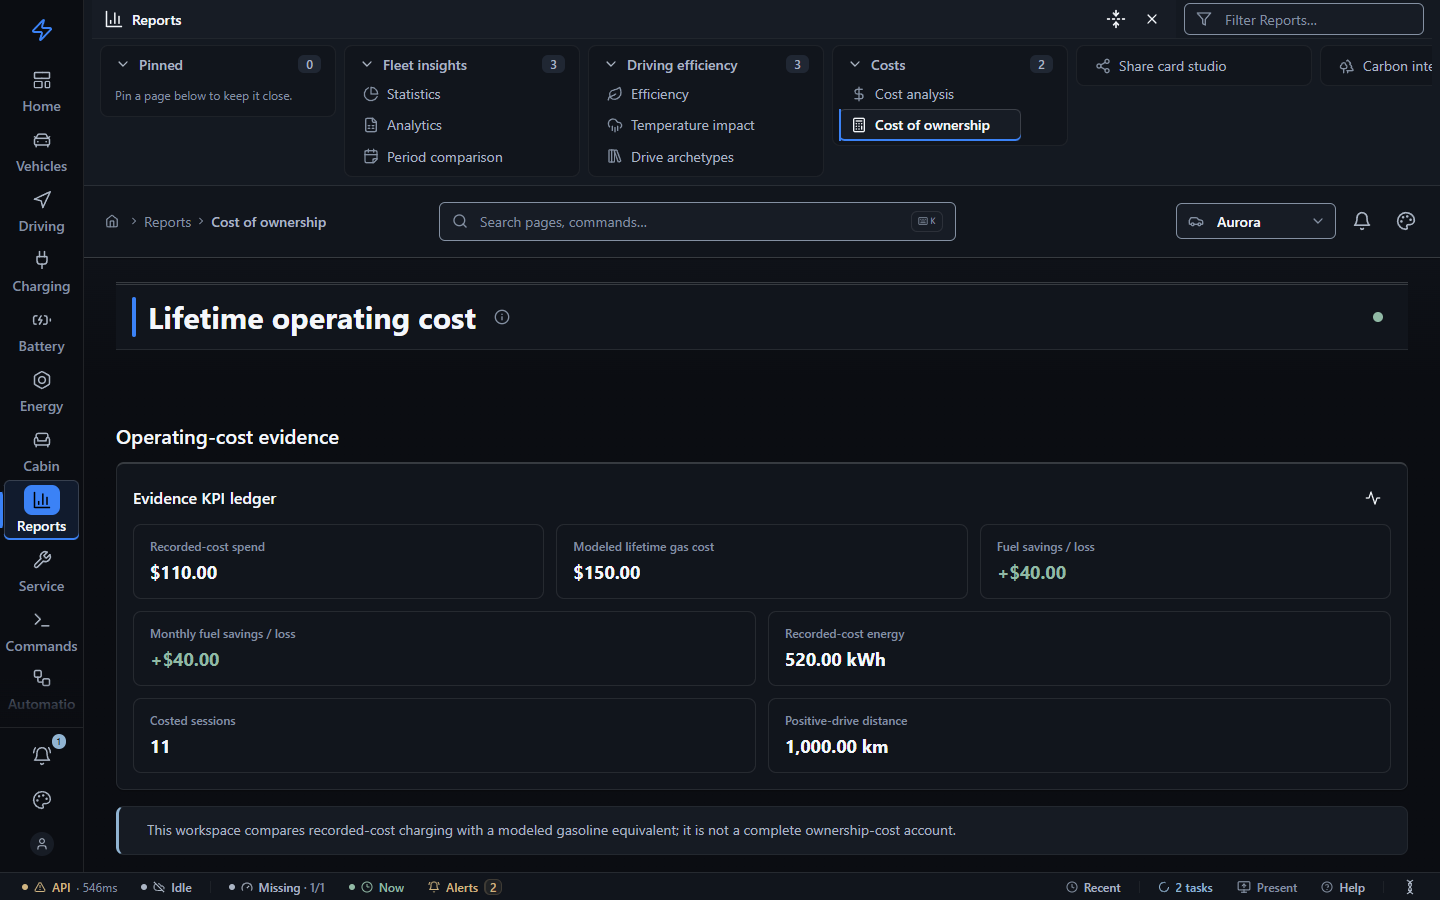 Reports
Filter Reports...
Pinned 0
Pin a page below to keep it close.
Fleet insights 3
Statistics
Analytics
Period comparison
Driving efficiency 3
Efficiency
Temperature impact
Drive archetypes
Costs 2
Cost analysis
Cost of ownership
Share card studio
Carbon inte
Home
Vehicles
Driving
Charging
Battery
Energy
Cabin
Reports
Service
Commands
Automatio
1
Reports > Cost of ownership
Search pages, commands... K
Aurora
Lifetime operating cost
Operating-cost evidence
Evidence KPI ledger
Recorded-cost spend
$110.00
Modeled lifetime gas cost
$150.00
Fuel savings / loss
+$40.00
Monthly fuel savings / loss
+$40.00
Recorded-cost energy
520.00 kWh
Costed sessions
11
Positive-drive distance
1,000.00 km
This workspace compares recorded-cost charging with a modeled gasoline equivalent; it is not a complete ownership-cost account.
API · 546ms
Idle
Missing · 1/1
Now
Alerts 2
Recent
2 tasks
Present
Help